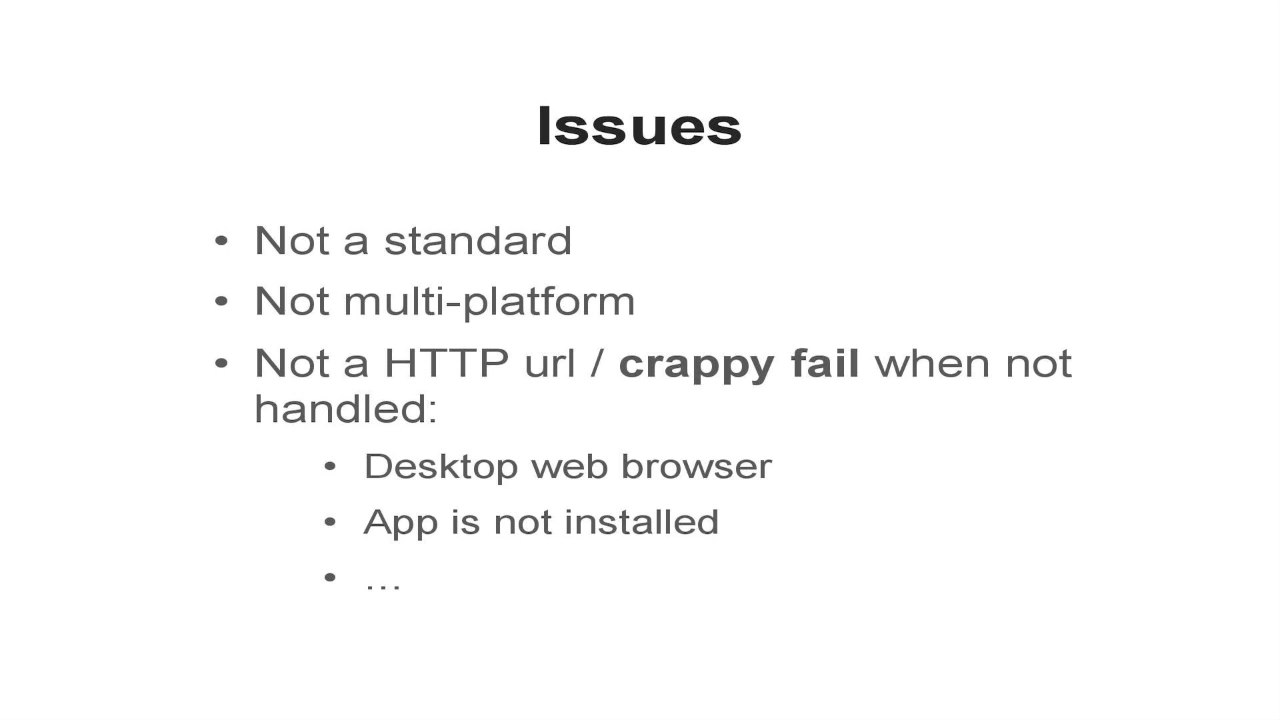 Issues
• Not a standard
• Not multi-platform
• Not a HTTP url / crappy fail when not
handled:
• Desktop web browser
• App is not installed
• ...